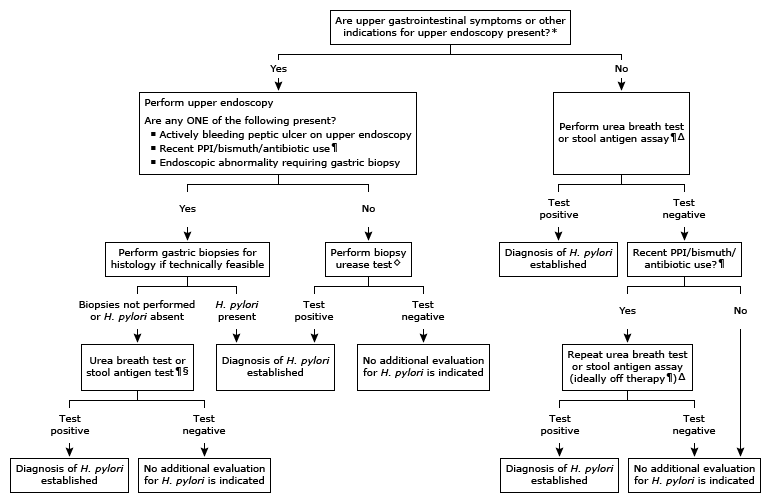 Are upper gastrointestinal symptoms or other
indications for upper endoscopy present?*
Yes
No
Perform upper endoscopy
Are any ONE of the following present?
▪ Actively bleeding peptic ulcer on upper endoscopy
▪ Recent PPI/bismuth/antibiotic use¶
▪ Endoscopic abnormality requiring gastric biopsy
Perform urea breath test
or stool antigen assay¶Δ
Yes
No
Test
positive
Test
negative
Perform gastric biopsies for
histology if technically feasible
Perform biopsy
urease test◇
Diagnosis of H. pylori
established
Recent PPI/bismuth/
antibiotic use?¶
Biopsies not performed
or H. pylori absent
H. pylori
present
Test
positive
Test
negative
Yes
No
Urea breath test or
stool antigen test¶§
Diagnosis of H. pylori
established
No additional evaluation
for H. pylori is indicated
Repeat urea breath test
or stool antigen assay
(ideally off therapy¶)Δ
Test
positive
Test
negative
Test
positive
Test
negative
Diagnosis of H. pylori
established
No additional evaluation
for H. pylori is indicated
Diagnosis of H. pylori
established
No additional evaluation
for H. pylori is indicated